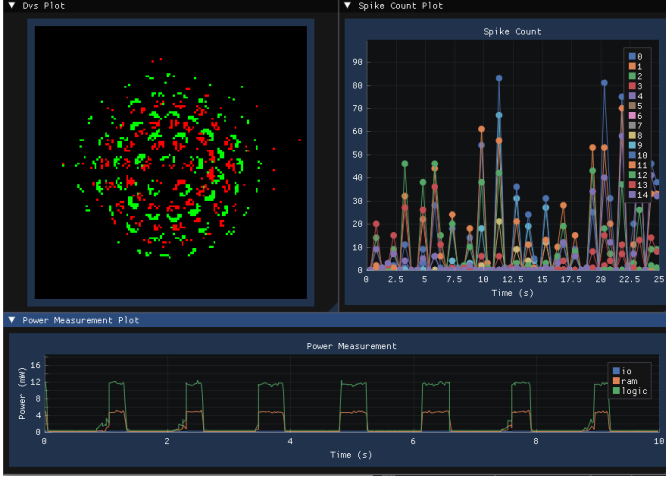 ▼ Dvs Plot
▼ Spike Count Plot
Spike Count
90
80
70
60
50
40
30
20
10
0
0 2.5 5 7.5 10 12.5 15 17.5 20 22.5 25
Time (s)
0
1
2
3
4
5
6
7
8
9
10
11
12
13
14
▼ Power Measurement Plot
Power Measurement
Power (mW)
16
12
8
4
0
0 2 4 6 8 10
Time (s)
io
ram
logic